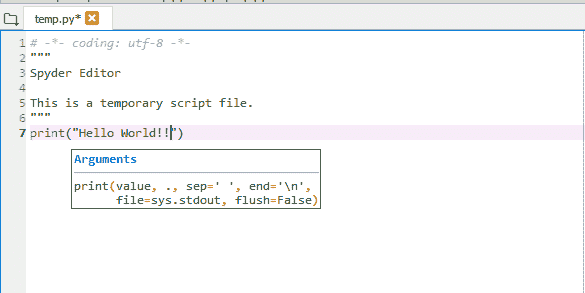 temp.py*
1 # -*- coding: utf-8 -*-
2 """
3 Spyder Editor
4
5 This is a temporary script file.
6 """
7 print("Hello World!!")
Arguments
print(value, ., sep=' ', end='\n',
file=sys.stdout, flush=False)